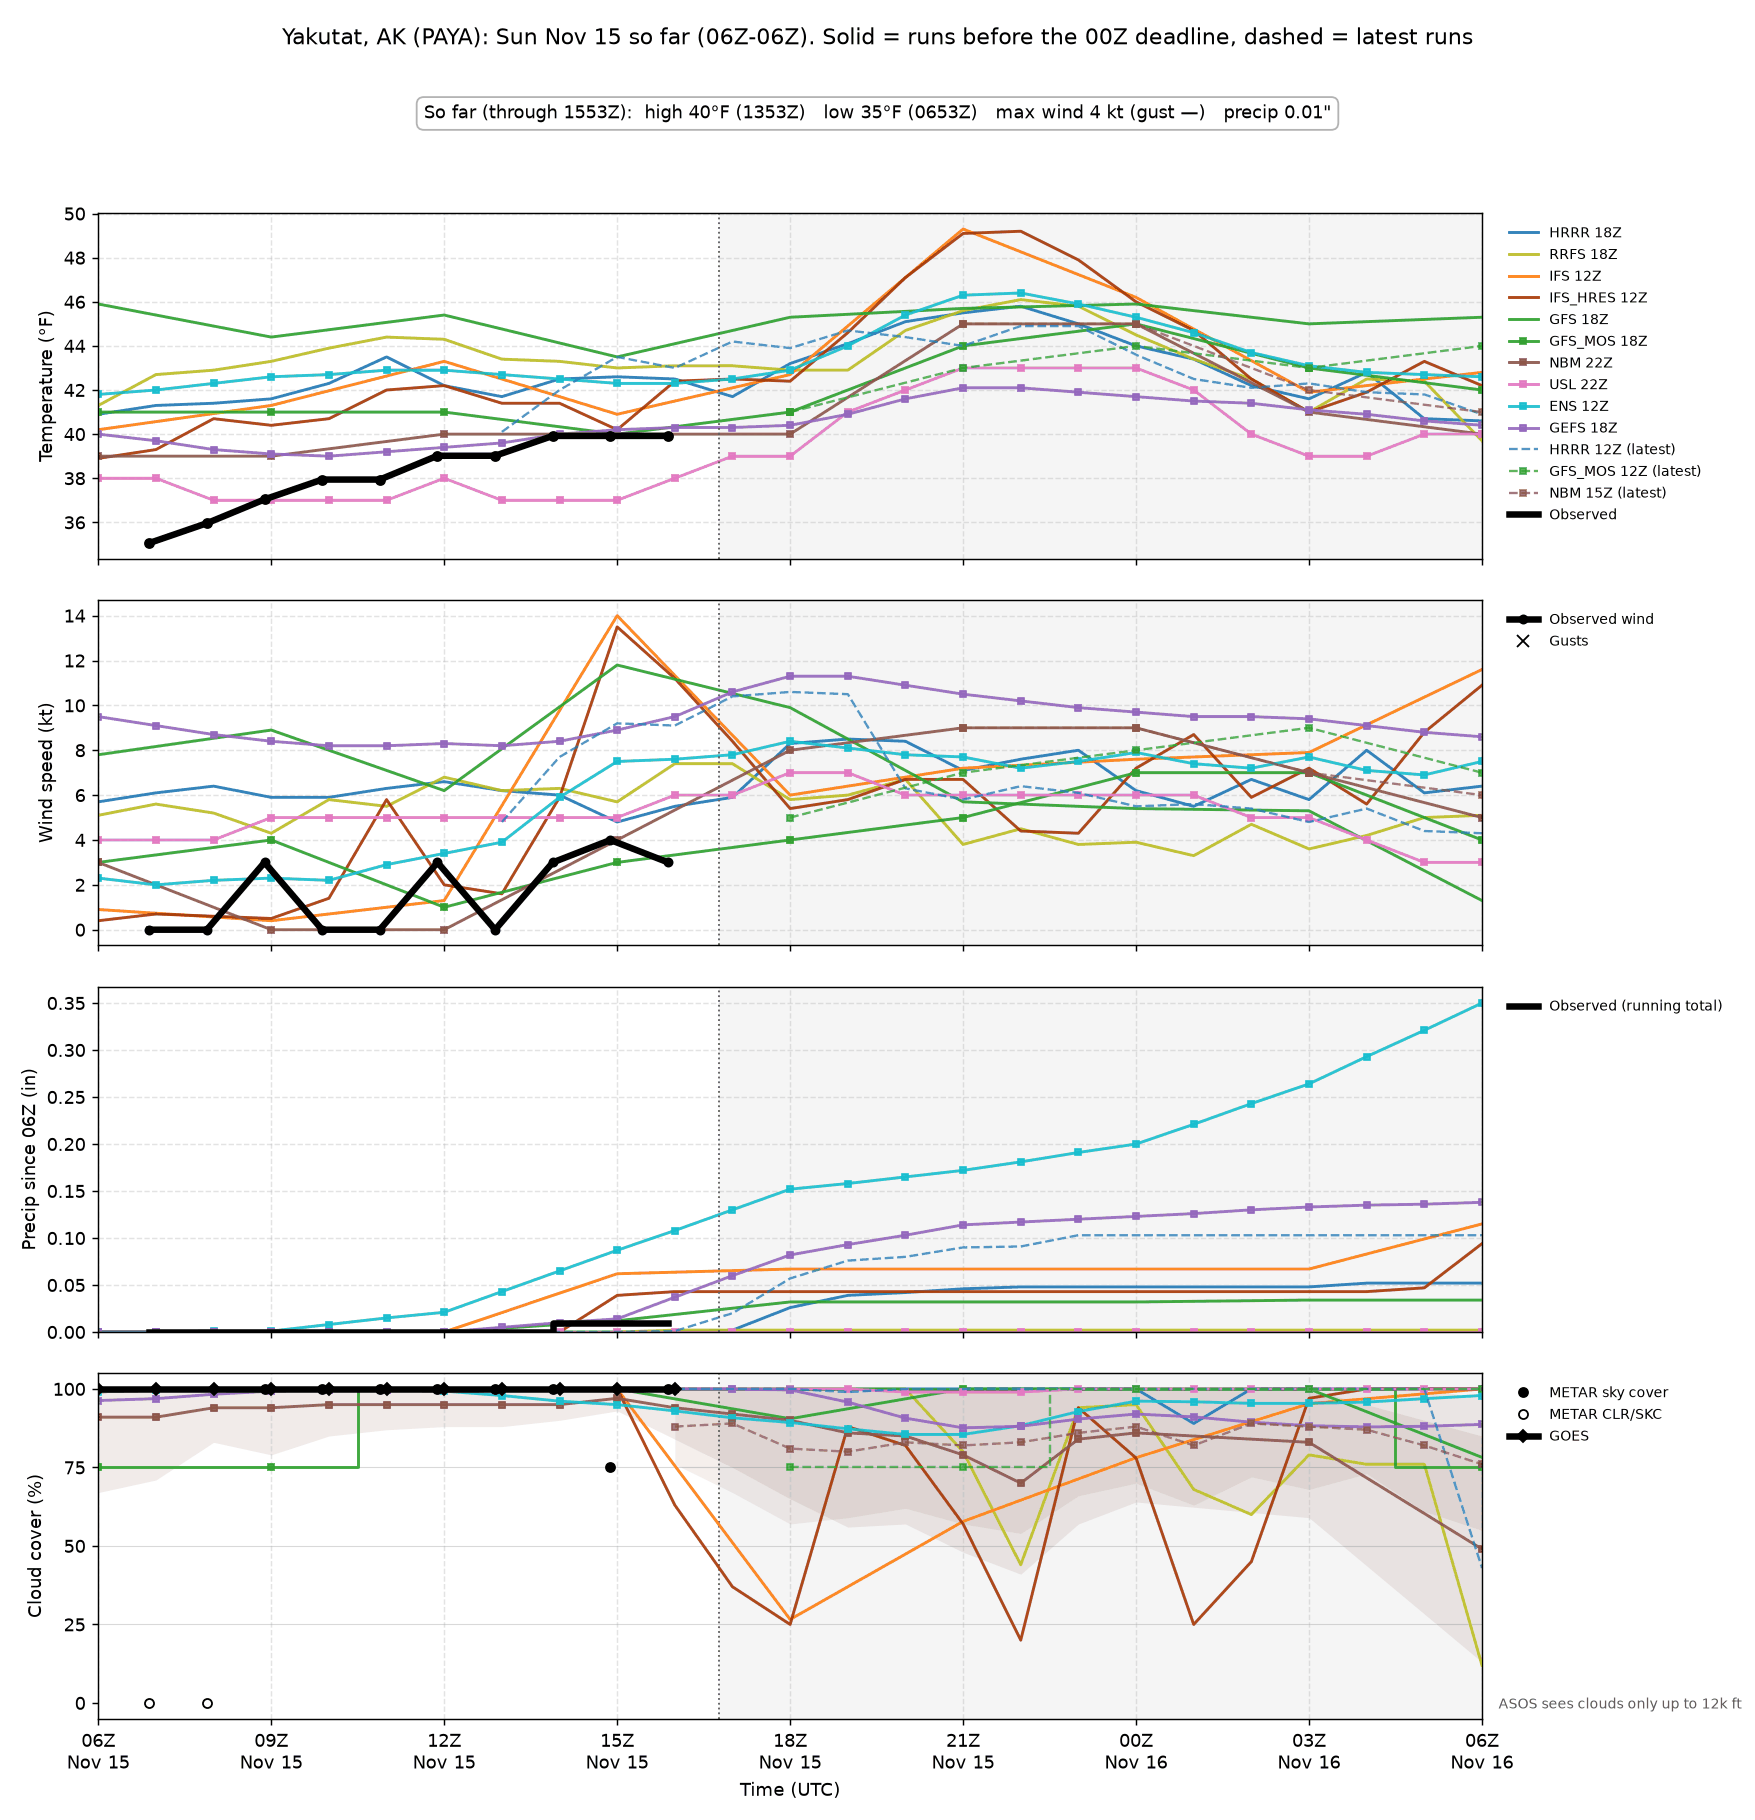 Yakutat, AK (PAYA): Sun Nov 15 so far (06Z-06Z). Solid = runs before the 00Z deadline, dashed = latest runs
So far (through 1553Z):  high 40°F (1353Z)   low 35°F (0653Z)   max wind 4 kt (gust —)   precip 0.01"
Temperature (°F)
50
48
46
44
42
40
38
36
HRRR 18Z
RRFS 18Z
IFS 12Z
IFS_HRES 12Z
GFS 18Z
GFS_MOS 18Z
NBM 22Z
USL 22Z
ENS 12Z
GEFS 18Z
HRRR 12Z (latest)
GFS_MOS 12Z (latest)
NBM 15Z (latest)
Observed
Wind speed (kt)
14
12
10
8
6
4
2
0
Observed wind
Gusts
Precip since 06Z (in)
0.35
0.30
0.25
0.20
0.15
0.10
0.05
0.00
Observed (running total)
Cloud cover (%)
100
75
50
25
0
METAR sky cover
METAR CLR/SKC
GOES
ASOS sees clouds only up to 12k ft
06Z
Nov 15
09Z
Nov 15
12Z
Nov 15
15Z
Nov 15
18Z
Nov 15
21Z
Nov 15
00Z
Nov 16
03Z
Nov 16
06Z
Nov 16
Time (UTC)